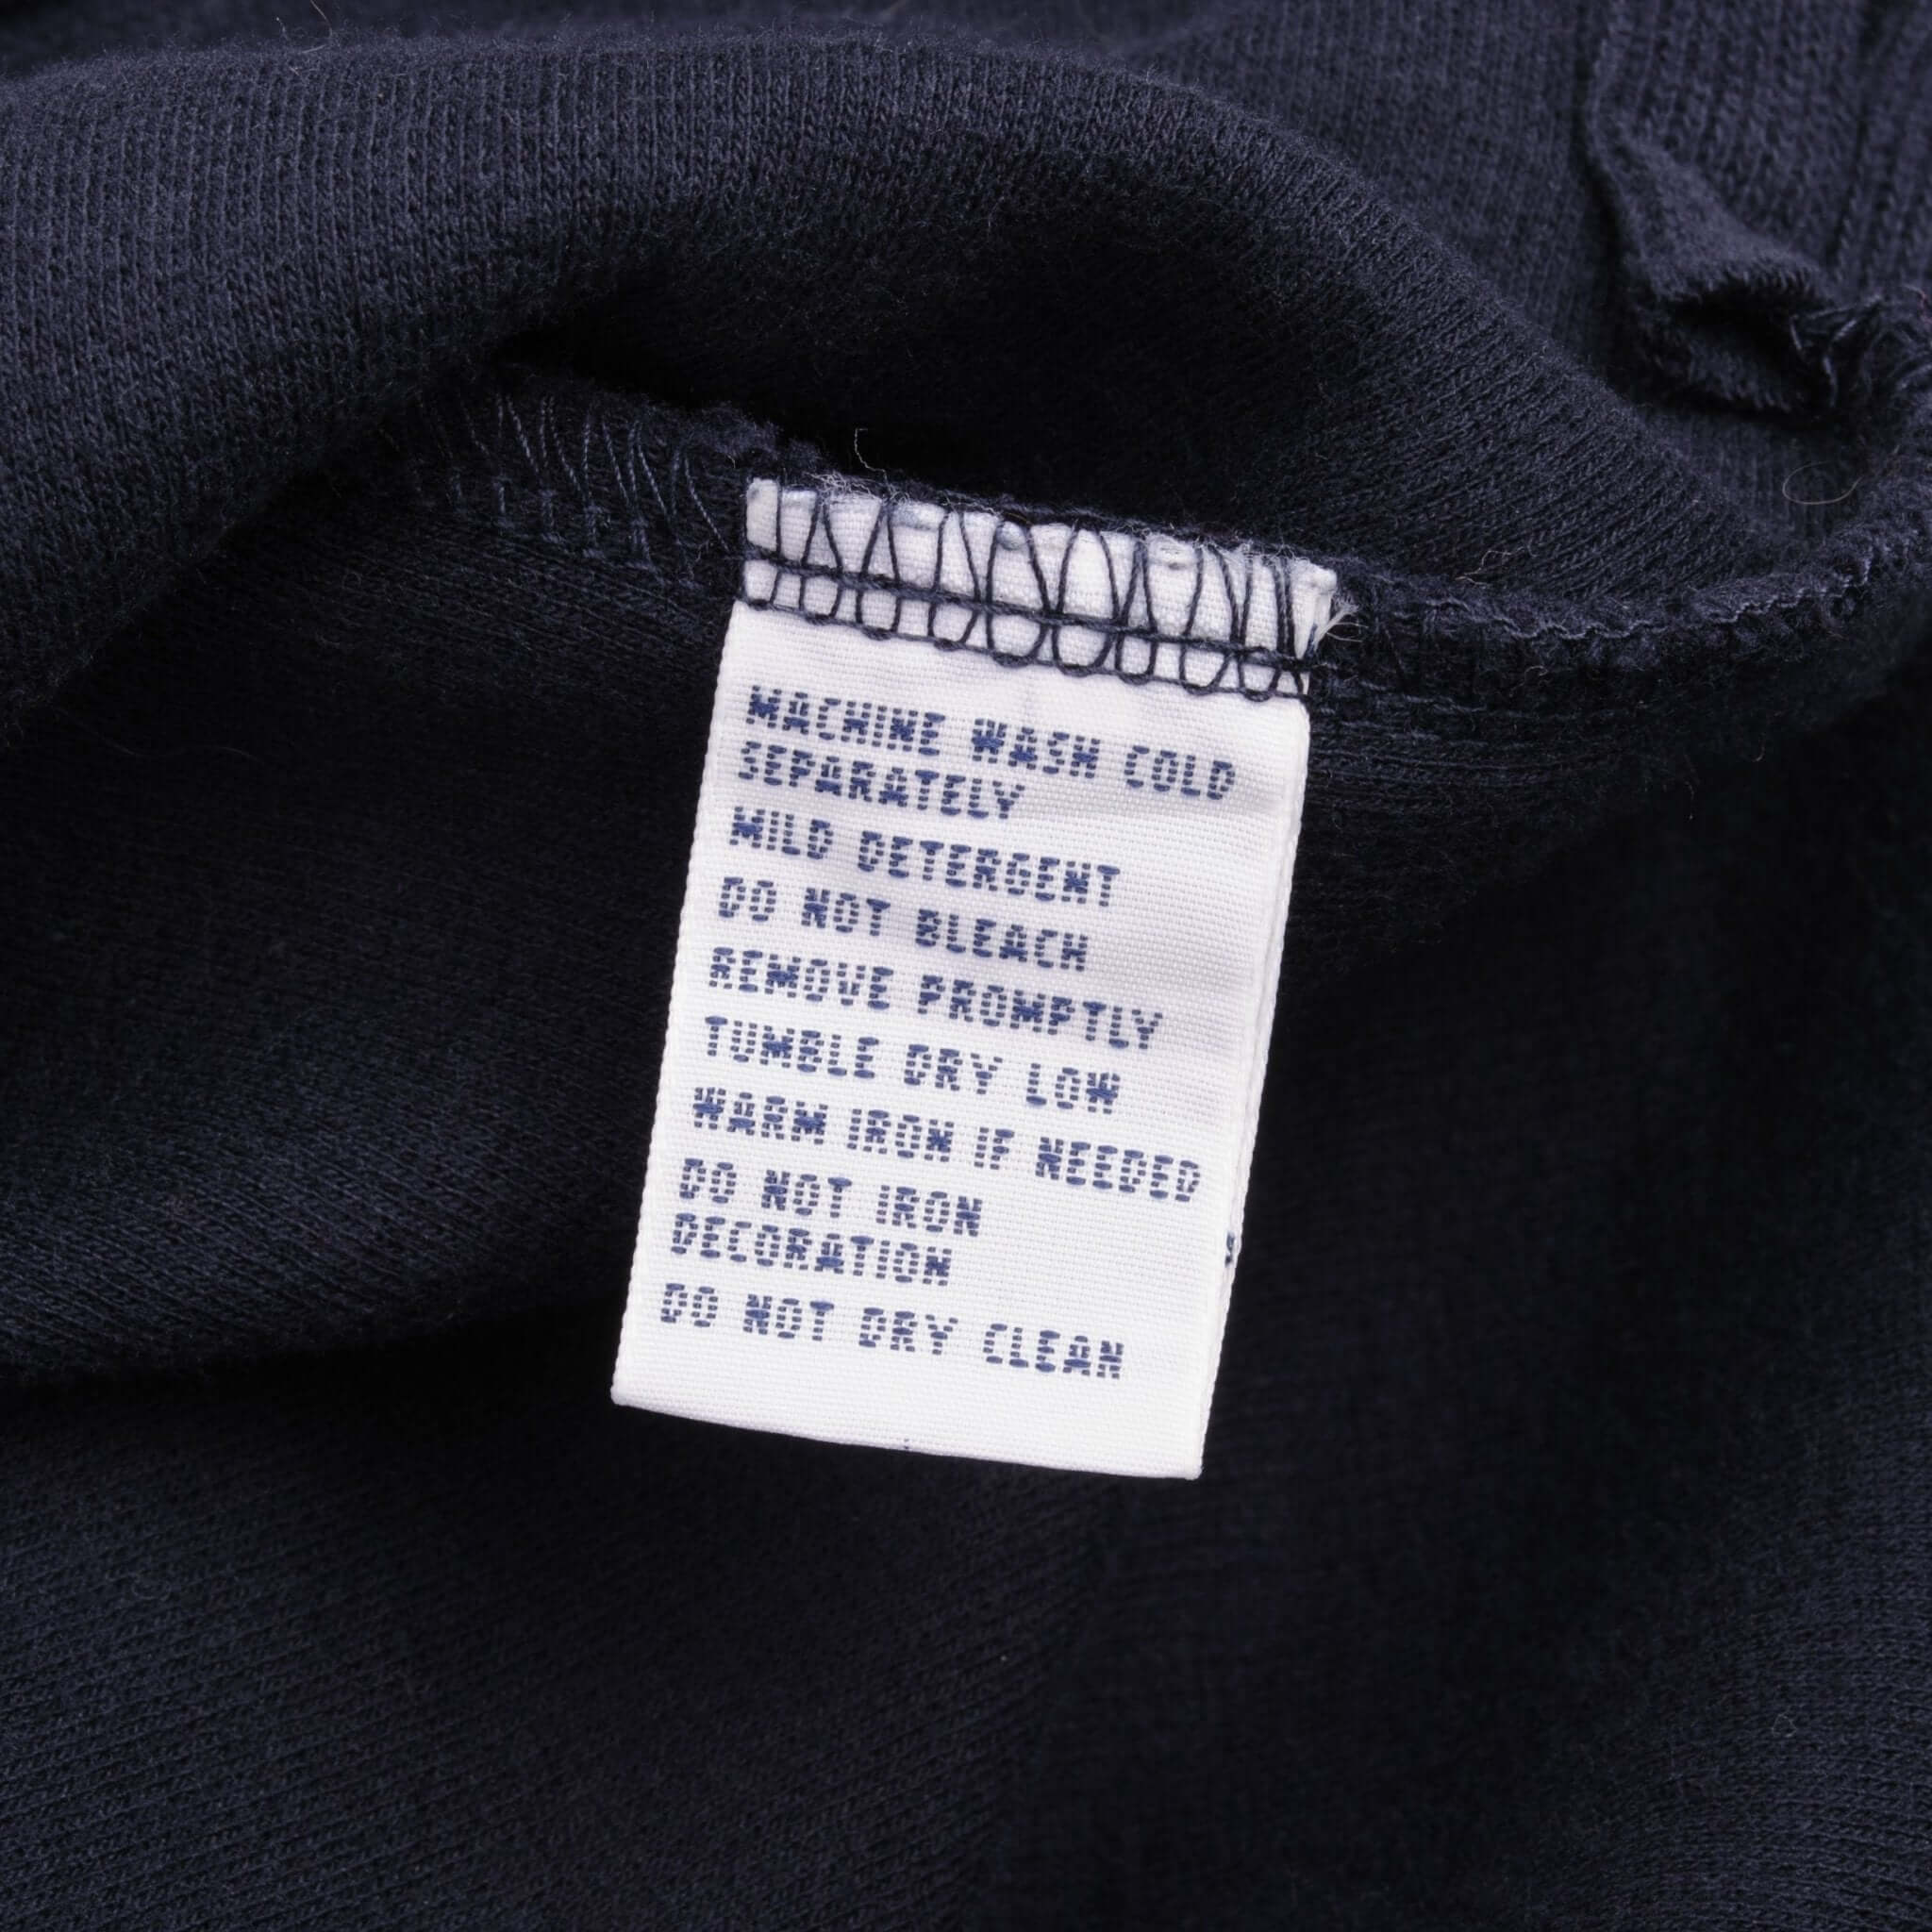 MACHINE WASH COLD
SEPARATELY
MILD DETERGENT
DO NOT BLEACH
REMOVE PROMPTLY
TUMBLE DRY LOW
WARM IRON IF NEEDED
DO NOT IRON
DECORATION
DO NOT DRY CLEAN